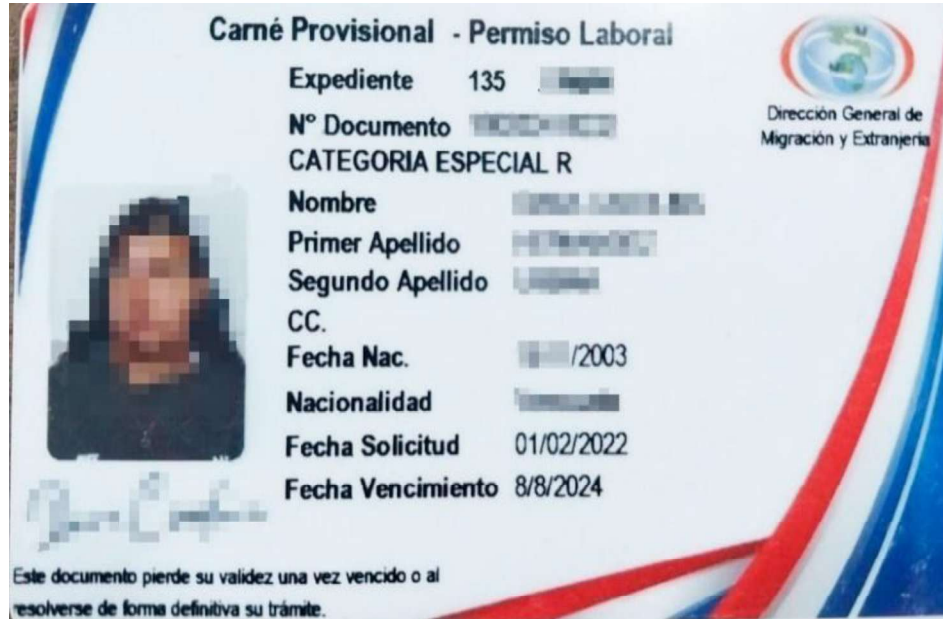 Carné Provisional - Permiso Laboral
Dirección General de
Migración y Extranjería
Expediente 135
Nº Documento
CATEGORIA ESPECIAL R
Nombre
Primer Apellido
Segundo Apellido
CC.
Fecha Nac. /2003
Nacionalidad
Fecha Solicitud 01/02/2022
Fecha Vencimiento 8/8/2024
Este documento pierde su validez una vez vencido o al
resolverse de forma definitiva su trámite.